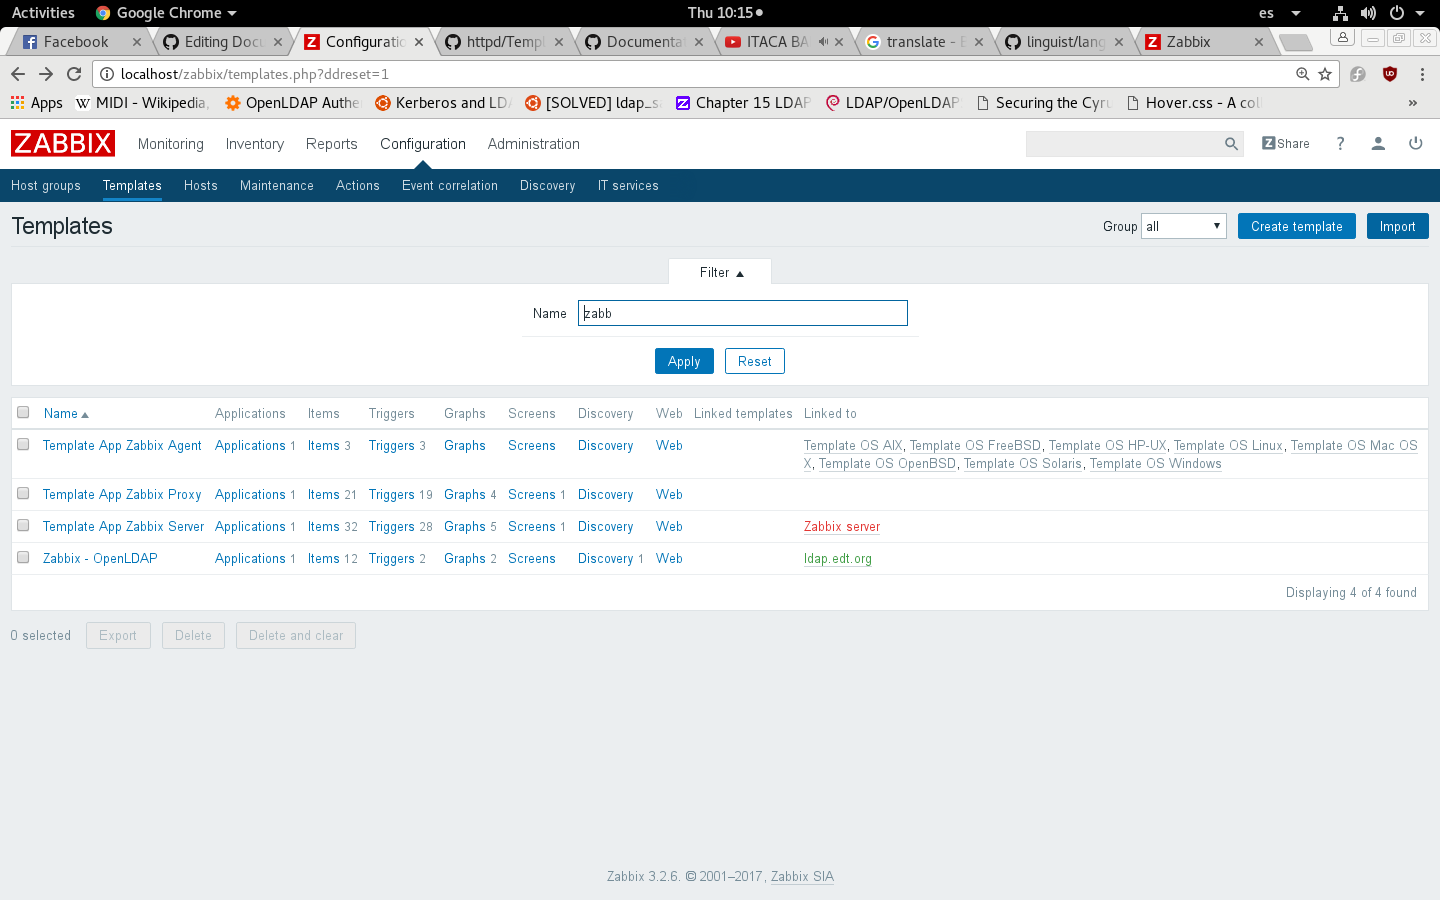 Activities Google Chrome Thu 10:15 es
Facebook Editing Docu Configuratio httpd/Templ Documenta ITACA BA translate - E linguist/lang Zabbix
localhost/zabbix/templates.php?ddreset=1
Apps MIDI - Wikipedia, OpenLDAP Authe Kerberos and LDA [SOLVED] ldap_sa Chapter 15 LDAP LDAP/OpenLDAP Securing the Cyru Hover.css - A coll »
ZABBIX Monitoring Inventory Reports Configuration Administration Z Share ?
Host groups Templates Hosts Maintenance Actions Event correlation Discovery IT services
Templates Group all Create template Import
Filter
Name zabb
Apply Reset
Name Applications Items Triggers Graphs Screens Discovery Web Linked templates Linked to
Template App Zabbix Agent Applications 1 Items 3 Triggers 3 Graphs Screens Discovery Web Template OS AIX, Template OS FreeBSD, Template OS HP-UX, Template OS Linux, Template OS Mac OS
X, Template OS OpenBSD, Template OS Solaris, Template OS Windows
Template App Zabbix Proxy Applications 1 Items 21 Triggers 19 Graphs 4 Screens 1 Discovery Web
Template App Zabbix Server Applications 1 Items 32 Triggers 28 Graphs 5 Screens 1 Discovery Web Zabbix server
Zabbix - OpenLDAP Applications 1 Items 12 Triggers 2 Graphs 2 Screens Discovery 1 Web ldap.edt.org
Displaying 4 of 4 found
0 selected Export Delete Delete and clear
Zabbix 3.2.6. © 2001–2017, Zabbix SIA